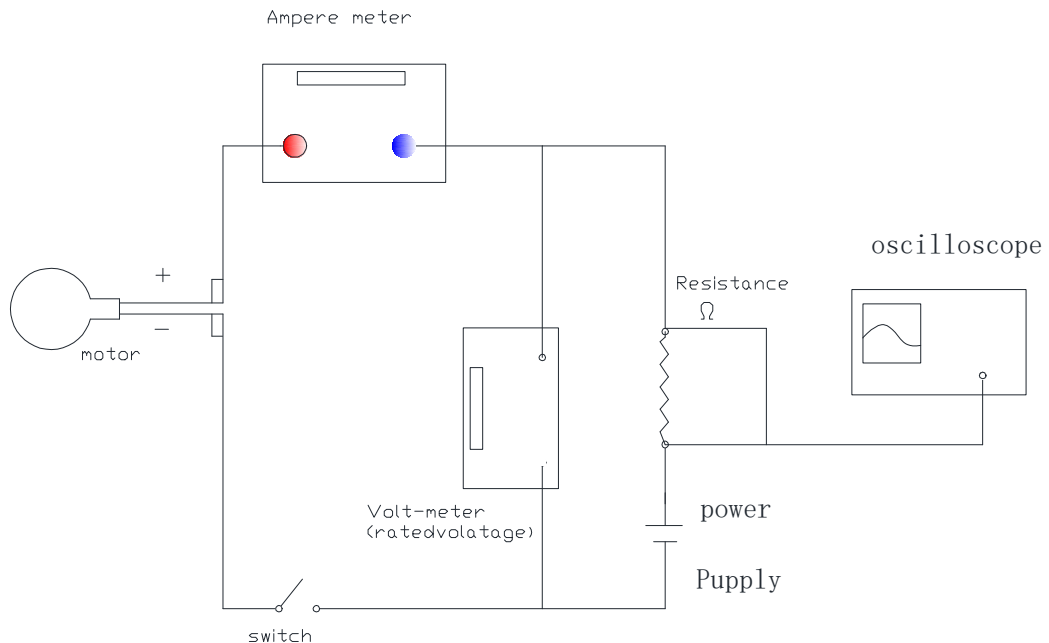 Ampere meter
oscilloscope
+
Resistance
Ω
−
motor
Volt-meter
(ratedvolatage)
power
Pupply
switch